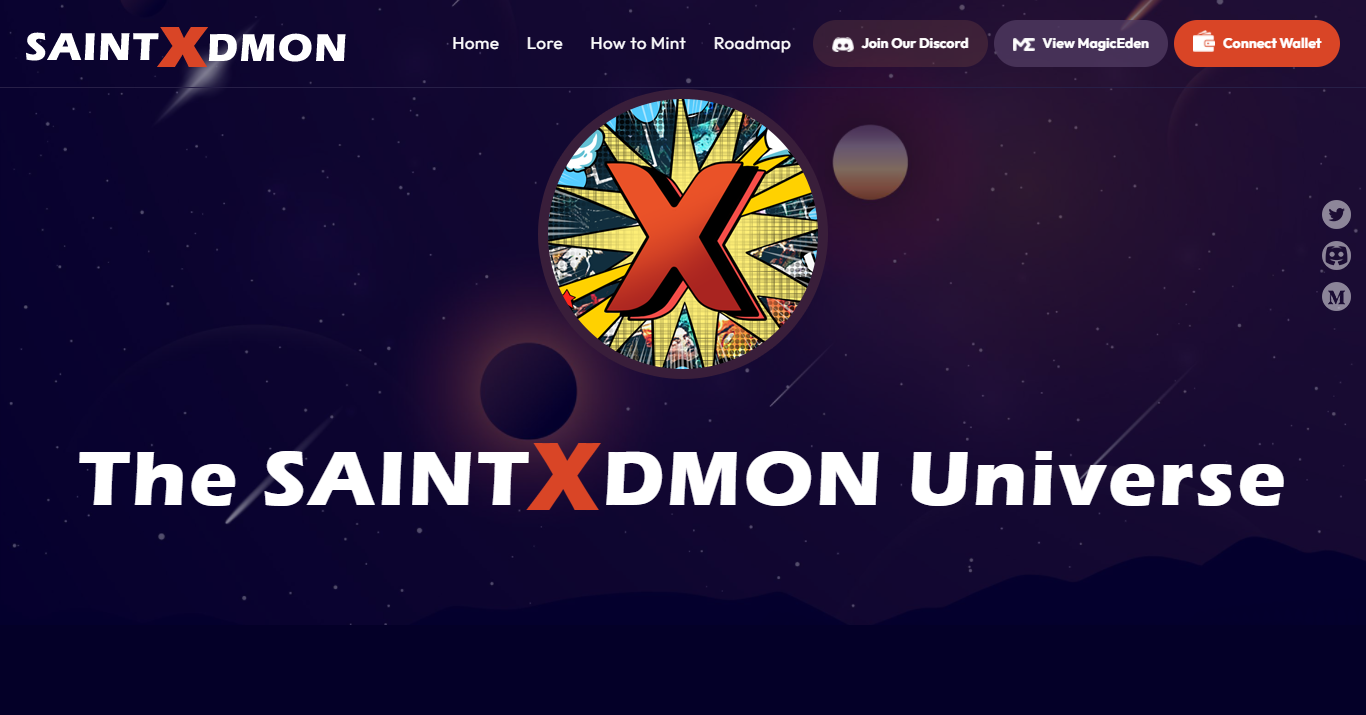 SAINTXDMON
Home Lore How to Mint Roadmap Join Our Discord View MagicEden Connect Wallet
X
M
The SAINTXDMON Universe